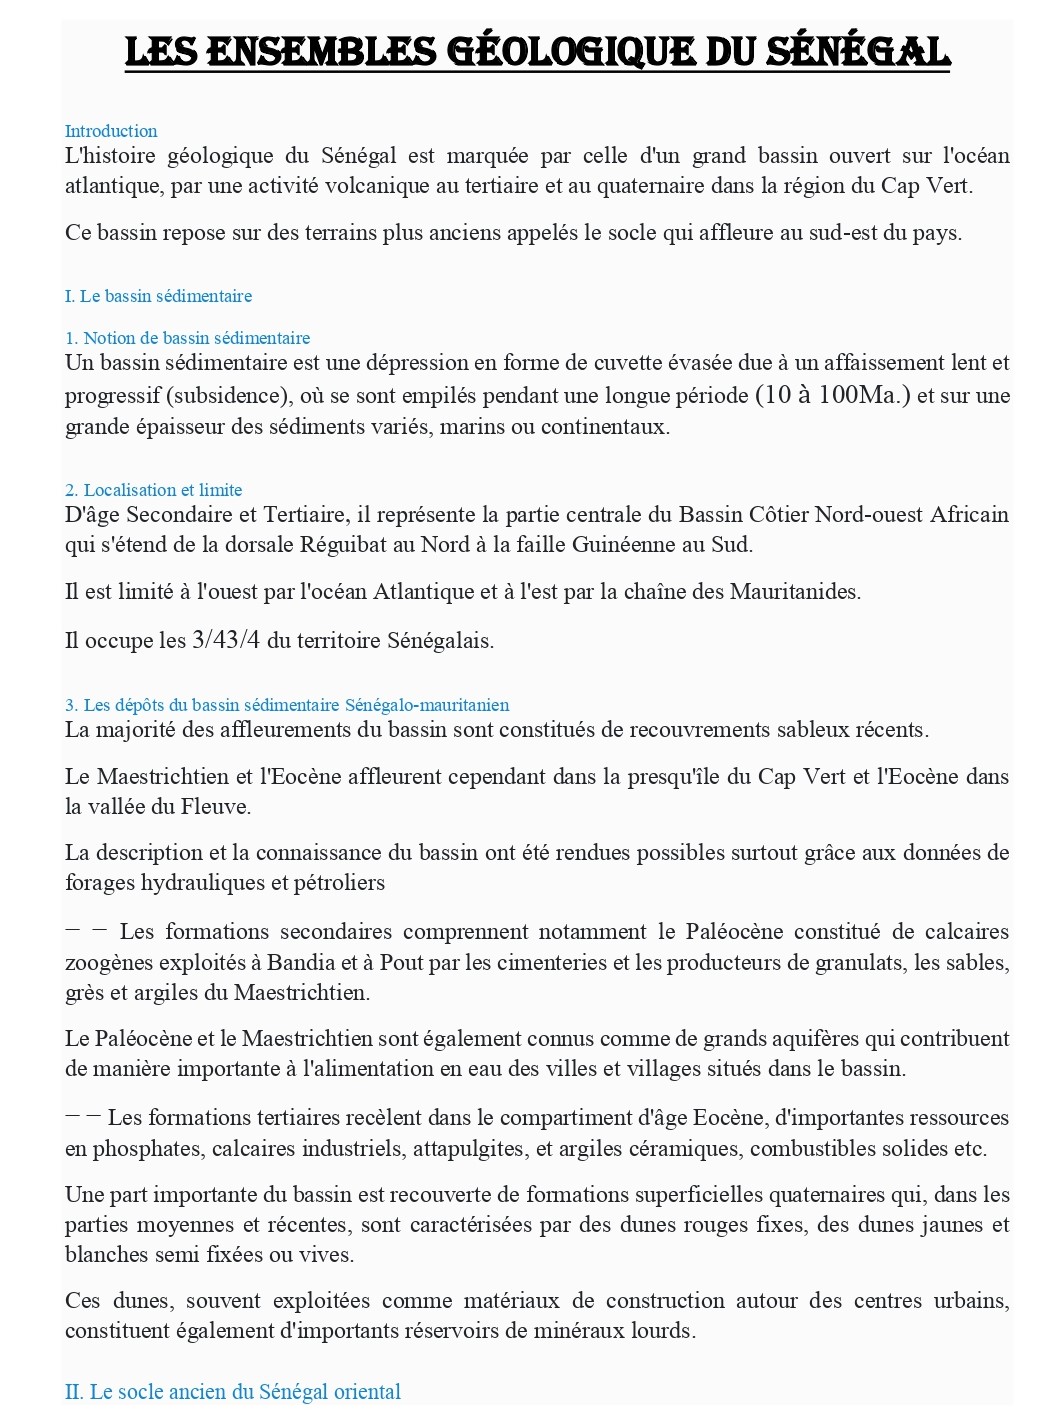 LES ENSEMBLES GÉOLOGIQUE DU SÉNÉGAL
Introduction
L'histoire géologique du Sénégal est marquée par celle d'un grand bassin ouvert sur l'océan
atlantique, par une activité volcanique au tertiaire et au quaternaire dans la région du Cap Vert.
Ce bassin repose sur des terrains plus anciens appelés le socle qui affleure au sud-est du pays.
I. Le bassin sédimentaire
1. Notion de bassin sédimentaire
Un bassin sédimentaire est une dépression en forme de cuvette évasée due à un affaissement lent et
progressif (subsidence), où se sont empilés pendant une longue période (10 à 100Ma.) et sur une
grande épaisseur des sédiments variés, marins ou continentaux.
2. Localisation et limite
D'âge Secondaire et Tertiaire, il représente la partie centrale du Bassin Côtier Nord-ouest Africain
qui s'étend de la dorsale Réguibat au Nord à la faille Guinéenne au Sud.
Il est limité à l'ouest par l'océan Atlantique et à l'est par la chaîne des Mauritanides.
Il occupe les 3/43/4 du territoire Sénégalais.
3. Les dépôts du bassin sédimentaire Sénégalo-mauritanien
La majorité des affleurements du bassin sont constitués de recouvrements sableux récents.
Le Maestrichtien et l'Eocène affleurent cependant dans la presqu'île du Cap Vert et l'Eocène dans
la vallée du Fleuve.
La description et la connaissance du bassin ont été rendues possibles surtout grâce aux données de
forages hydrauliques et pétroliers
− − Les formations secondaires comprennent notamment le Paléocène constitué de calcaires
zoogènes exploités à Bandia et à Pout par les cimenteries et les producteurs de granulats, les sables,
grès et argiles du Maestrichtien.
Le Paléocène et le Maestrichtien sont également connus comme de grands aquifères qui contribuent
de manière importante à l'alimentation en eau des villes et villages situés dans le bassin.
− − Les formations tertiaires recèlent dans le compartiment d'âge Eocène, d'importantes ressources
en phosphates, calcaires industriels, attapulgites, et argiles céramiques, combustibles solides etc.
Une part importante du bassin est recouverte de formations superficielles quaternaires qui, dans les
parties moyennes et récentes, sont caractérisées par des dunes rouges fixes, des dunes jaunes et
blanches semi fixées ou vives.
Ces dunes, souvent exploitées comme matériaux de construction autour des centres urbains,
constituent également d'importants réservoirs de minéraux lourds.
II. Le socle ancien du Sénégal oriental